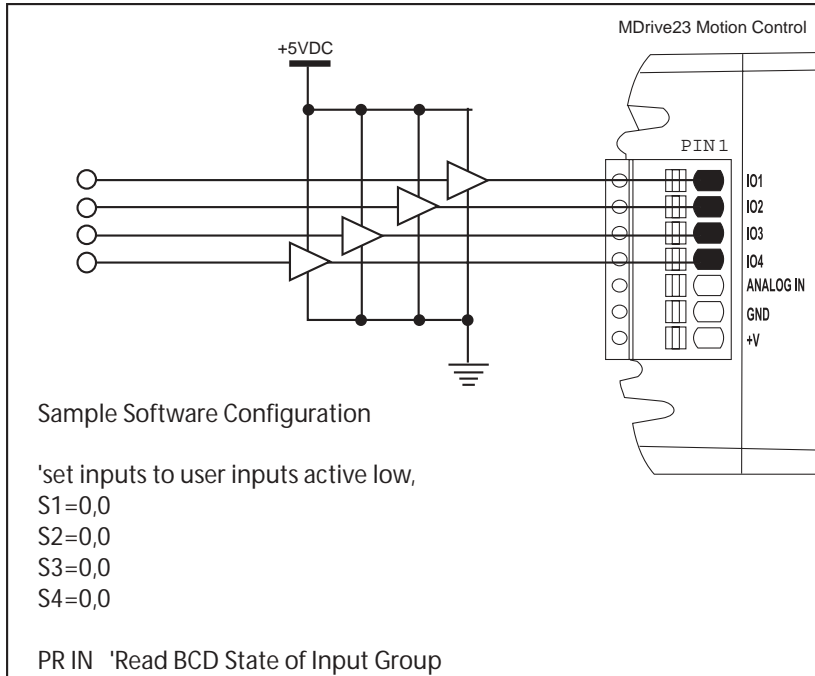 MDrive23 Motion Control
+5VDC
PIN1
IO1
IO2
IO3
IO4
ANALOG IN
GND
+V
Sample Software Configuration
'set inputs to user inputs active low,
S1=0,0
S2=0,0
S3=0,0
S4=0,0
PR IN 'Read BCD State of Input Group